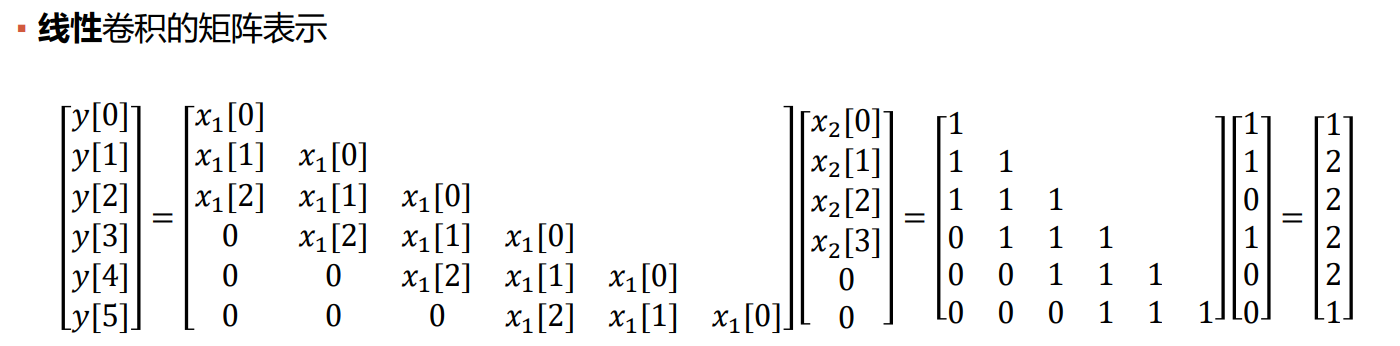 ▪ 线性卷积的矩阵表示
[y[0]] [x₁[0] ] [x₂[0]] [1 ] [1] [1]
[y[1]] [x₁[1] x₁[0] ] [x₂[1]] [1 1 ] [1] [2]
[y[2]] [x₁[2] x₁[1] x₁[0] ] [x₂[2]] [1 1 1 ] [0] [2]
[y[3]] = [0 x₁[2] x₁[1] x₁[0] ] [x₂[3]] = [0 1 1 1 ] [1] = [2]
[y[4]] [0 0 x₁[2] x₁[1] x₁[0] ] [0] [0 0 1 1 1 ] [0] [2]
[y[5]] [0 0 0 x₁[2] x₁[1] x₁[0]] [0] [0 0 0 1 1 1] [0] [1]